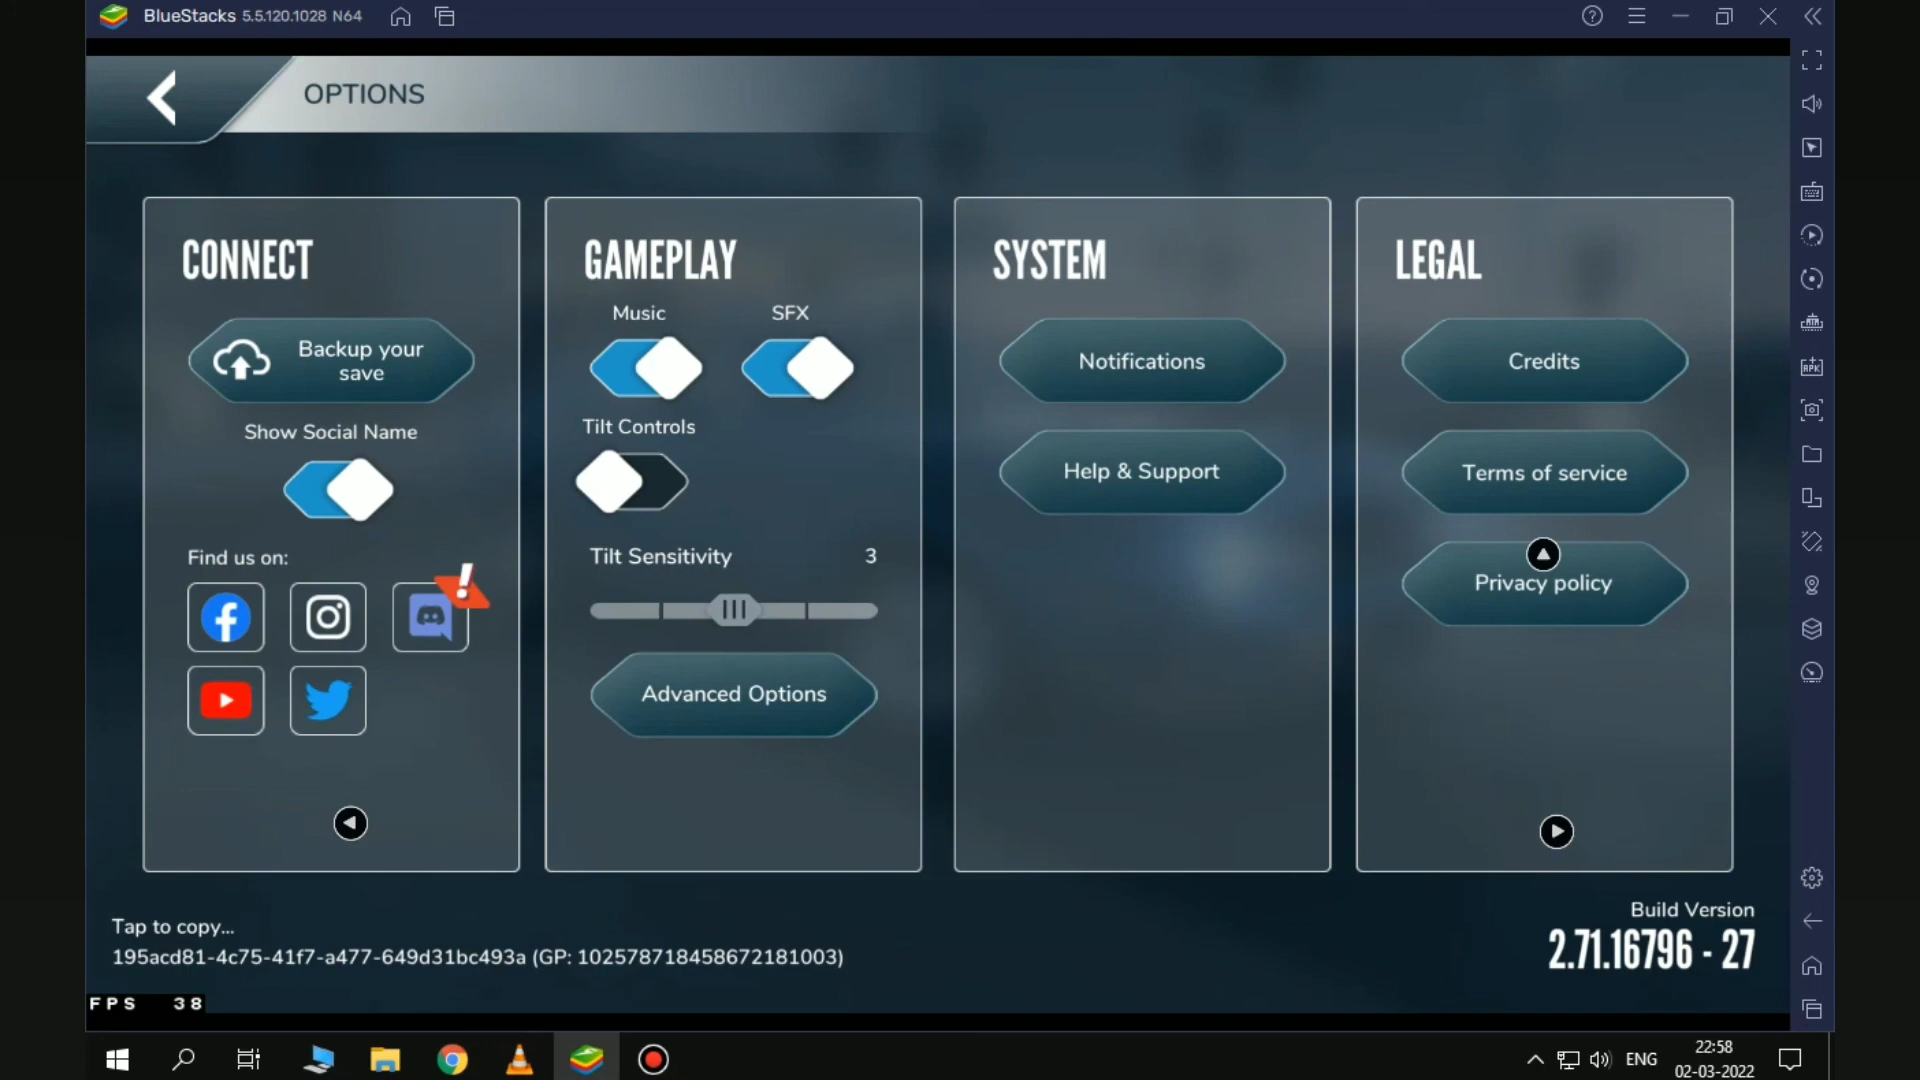 BlueStacks 5.5.120.1028 N64
OPTIONS
CONNECT
Backup your
save
Show Social Name
Find us on:
!
GAMEPLAY
Music
SFX
Tilt Controls
Tilt Sensitivity
3
Advanced Options
SYSTEM
Notifications
Help & Support
LEGAL
Credits
Terms of service
Privacy policy
Tap to copy...
195acd81-4c75-41f7-a477-649d31bc493a (GP: 102578718458672181003)
Build Version
2.71.16796 - 27
FPS 38
ENG
22:58
02-03-2022